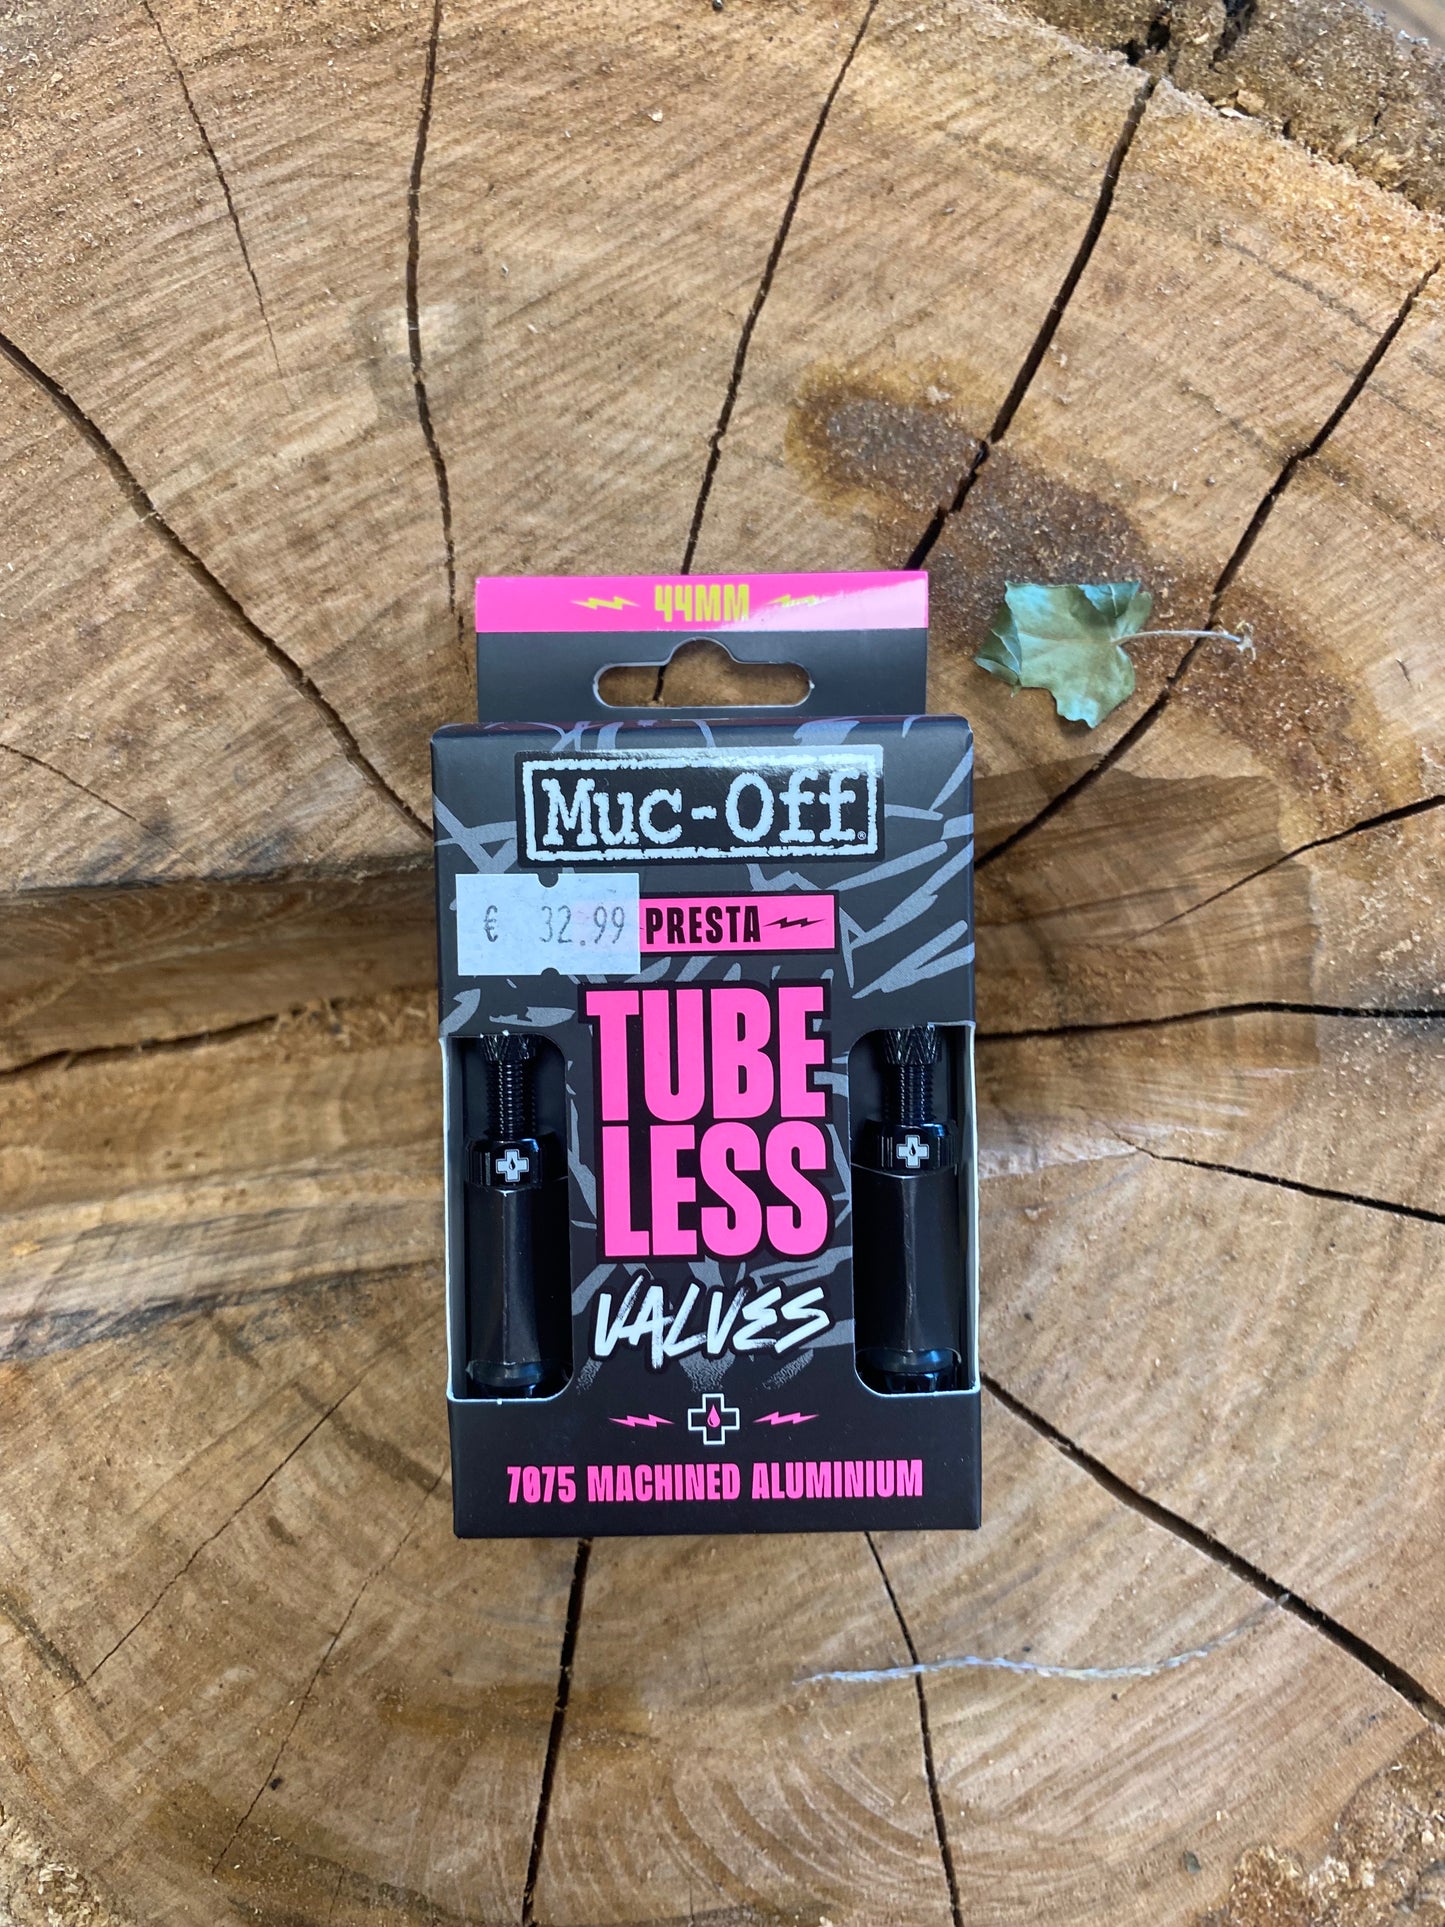 44MM
Muc-Off®
€ 32.99
PRESTA
TUBE
LESS
VALVES
7075 MACHINED ALUMINIUM